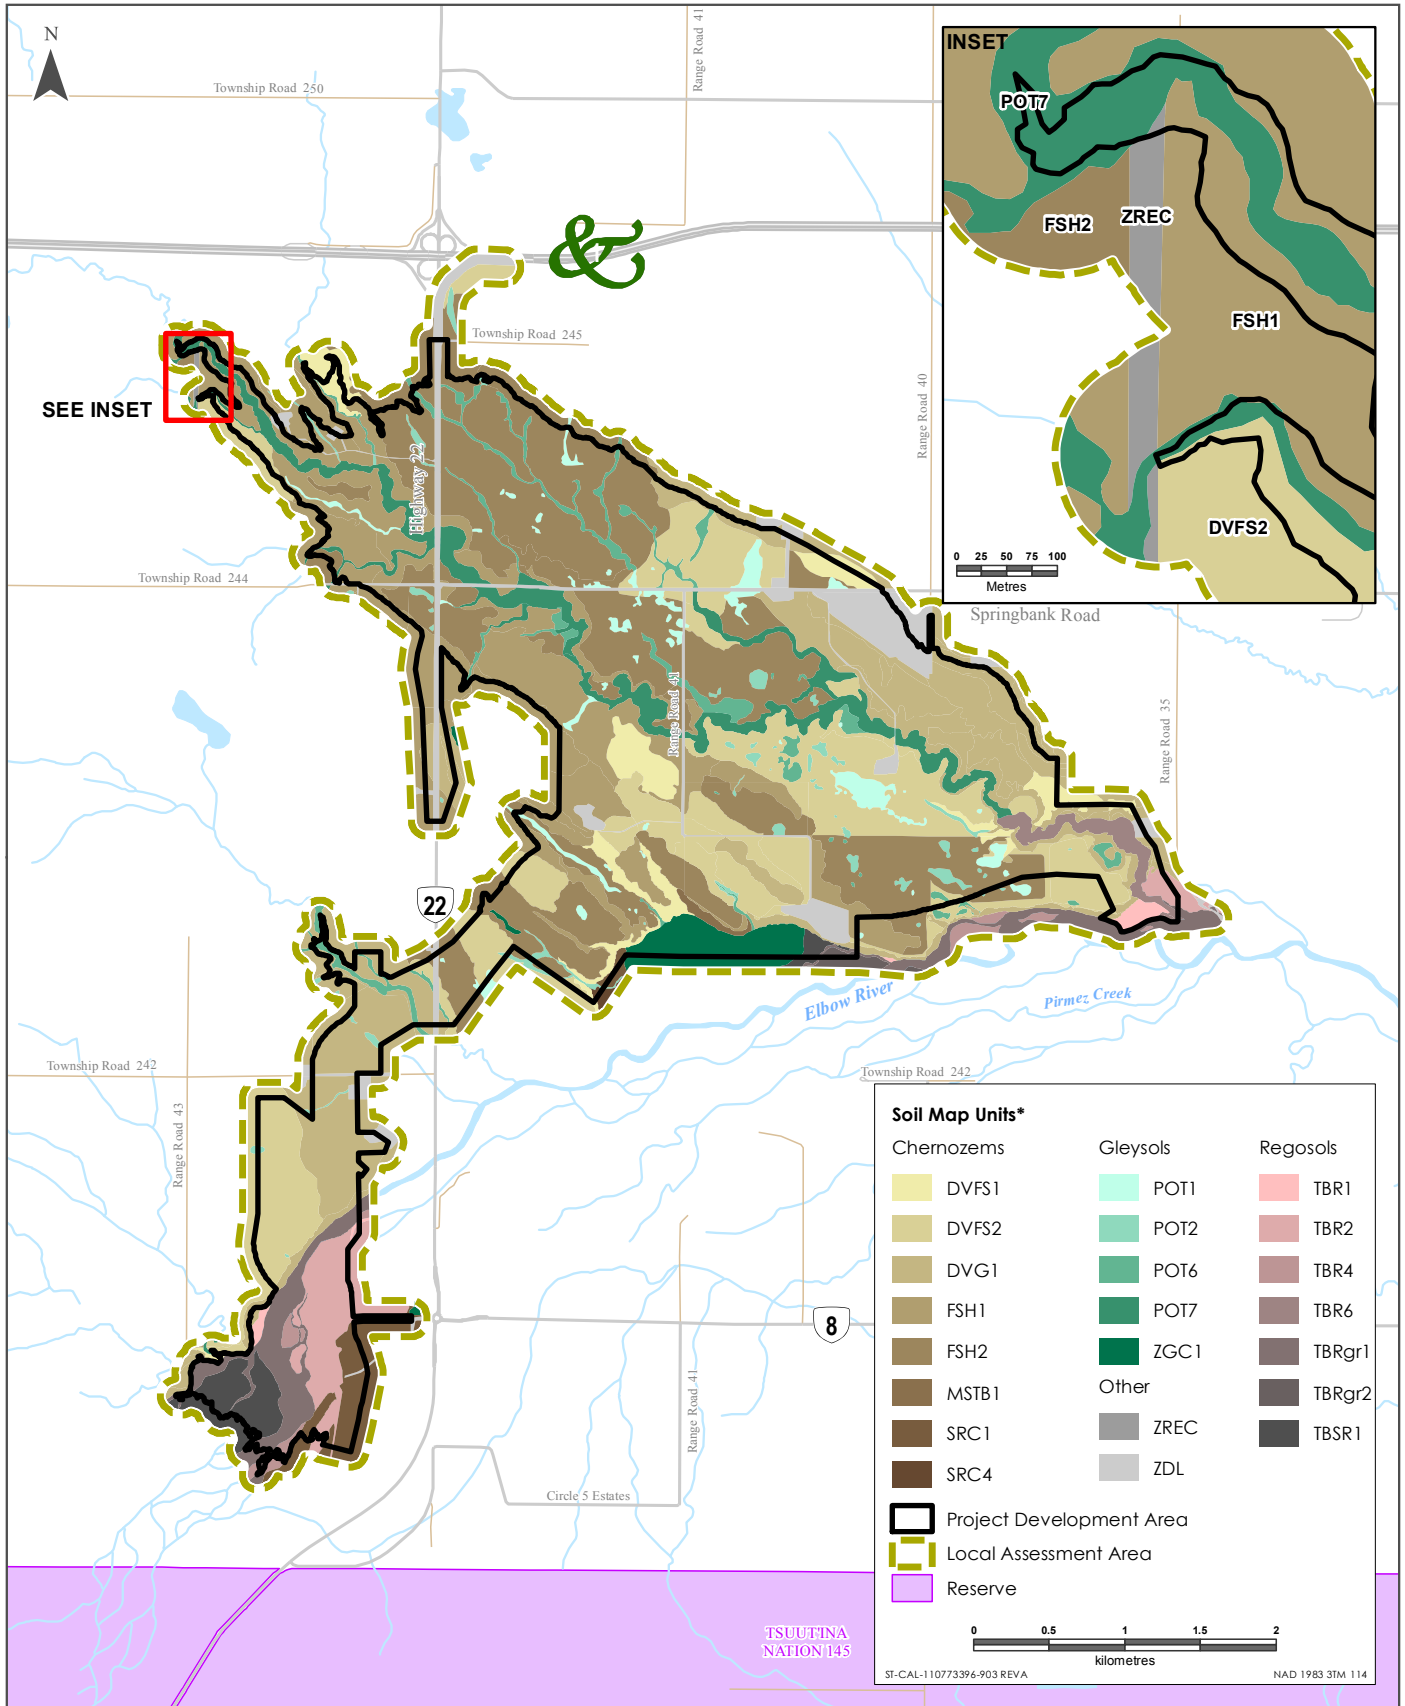 N
Township Road 250
Range Road 41
&
Township Road 245
SEE INSET
Highway 22
Range Road 40
Township Road 244
Springbank Road
Range Road 41
Range Road 35
22
Elbow River
Pirmez Creek
Township Road 242
Township Road 242
Range Road 43
8
Range Road 41
Circle 5 Estates
TSUUT'INA
NATION 145
INSET
POT7
FSH2
ZREC
FSH1
DVFS2
0 25 50 75 100
Metres
Soil Map Units*
Chernozems
DVFS1
DVFS2
DVG1
FSH1
FSH2
MSTB1
SRC1
SRC4
Gleysols
POT1
POT2
POT6
POT7
ZGC1
Other
ZREC
ZDL
Regosols
TBR1
TBR2
TBR4
TBR6
TBRgr1
TBRgr2
TBSR1
Project Development Area
Local Assessment Area
Reserve
0 0.5 1 1.5 2
kilometres
ST-CAL-110773396-903 REVA
NAD 1983 3TM 114